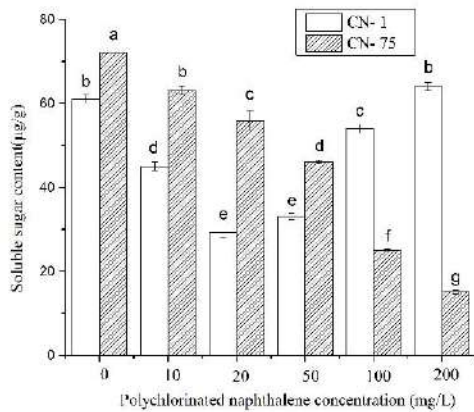 80
60
40
20
0
Soluble sugar content(μg/g)
CN- 1
CN- 75
b
a
d
b
e
c
e
d
c
f
b
g
0 10 20 50 100 200
Polychlorinated naphthalene concentration (mg/L)